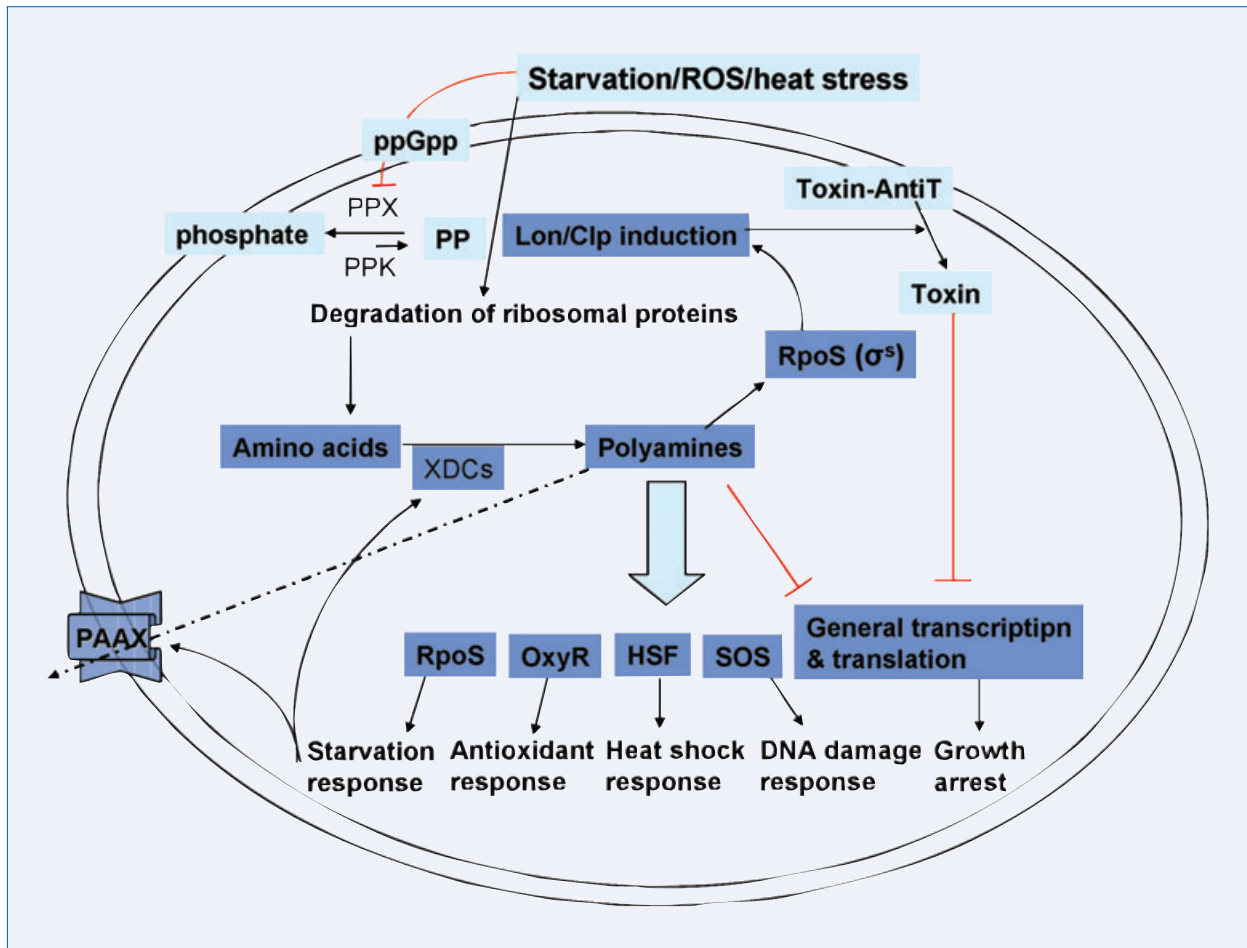 Starvation/ROS/heat stress
ppGpp
Toxin-AntiT
PPX
phosphate
PP
Lon/Clp induction
PPK
Toxin
Degradation of ribosomal proteins
RpoS (σˢ)
Amino acids
Polyamines
XDCs
PAAX
General transcriptipn
& translation
RpoS
OxyR
HSF
SOS
Starvation
response
Antioxidant
response
Heat shock
response
DNA damage
response
Growth
arrest